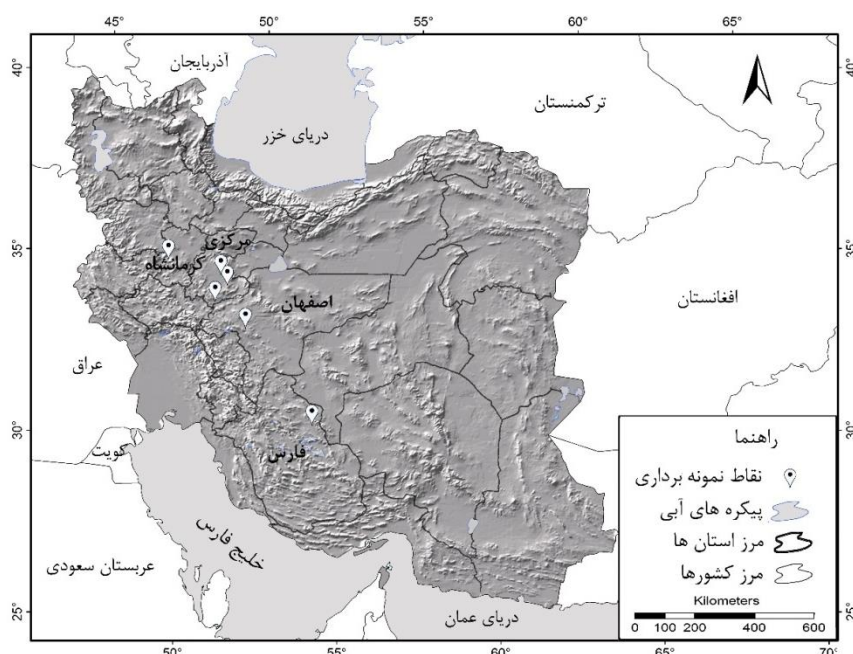 45° 50° 55° 60° 65°
40° 40°
آذربایجان
ترکمنستان
دریای خزر
35° 35°
مرکزی
کرمانشاه
اصفهان
افغانستان
عراق
30° 30°
کویت
فارس
خلیج فارس
عربستان سعودی
دریای عمان
25° 25°
راهنما
نقاط نمونه برداری
پیکره های آبی
مرز استان ها
مرز کشورها
Kilometers
0 100 200 400 600
50° 55° 60° 65° 70°